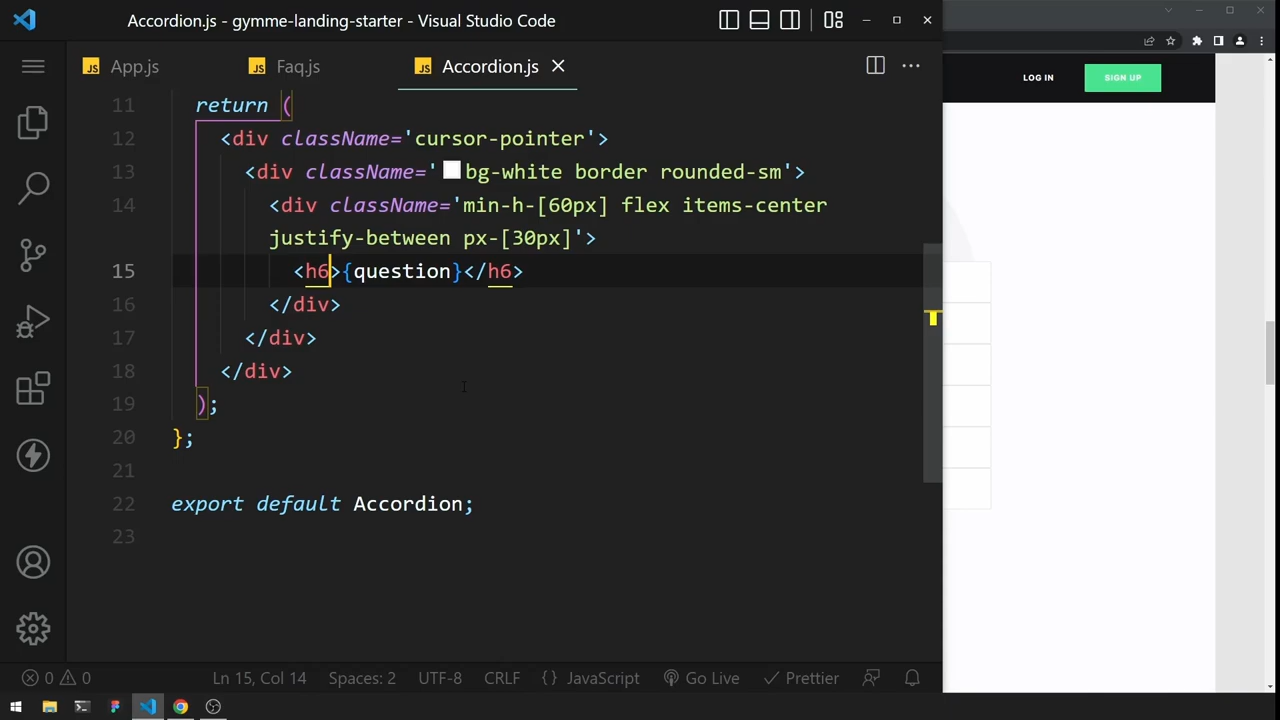 Accordion.js - gymme-landing-starter - Visual Studio Code
JS App.js
JS Faq.js
JS Accordion.js
LOG IN
SIGN UP
11 return (
12 <div className='cursor-pointer'>
13 <div className='bg-white border rounded-sm'>
14 <div className='min-h-[60px] flex items-center
justify-between px-[30px]'>
15 <h6>{question}</h6>
16 </div>
17 </div>
18 </div>
19 );
20 };
21
22 export default Accordion;
23
0 0 Ln 15, Col 14 Spaces: 2 UTF-8 CRLF {} JavaScript Go Live Prettier